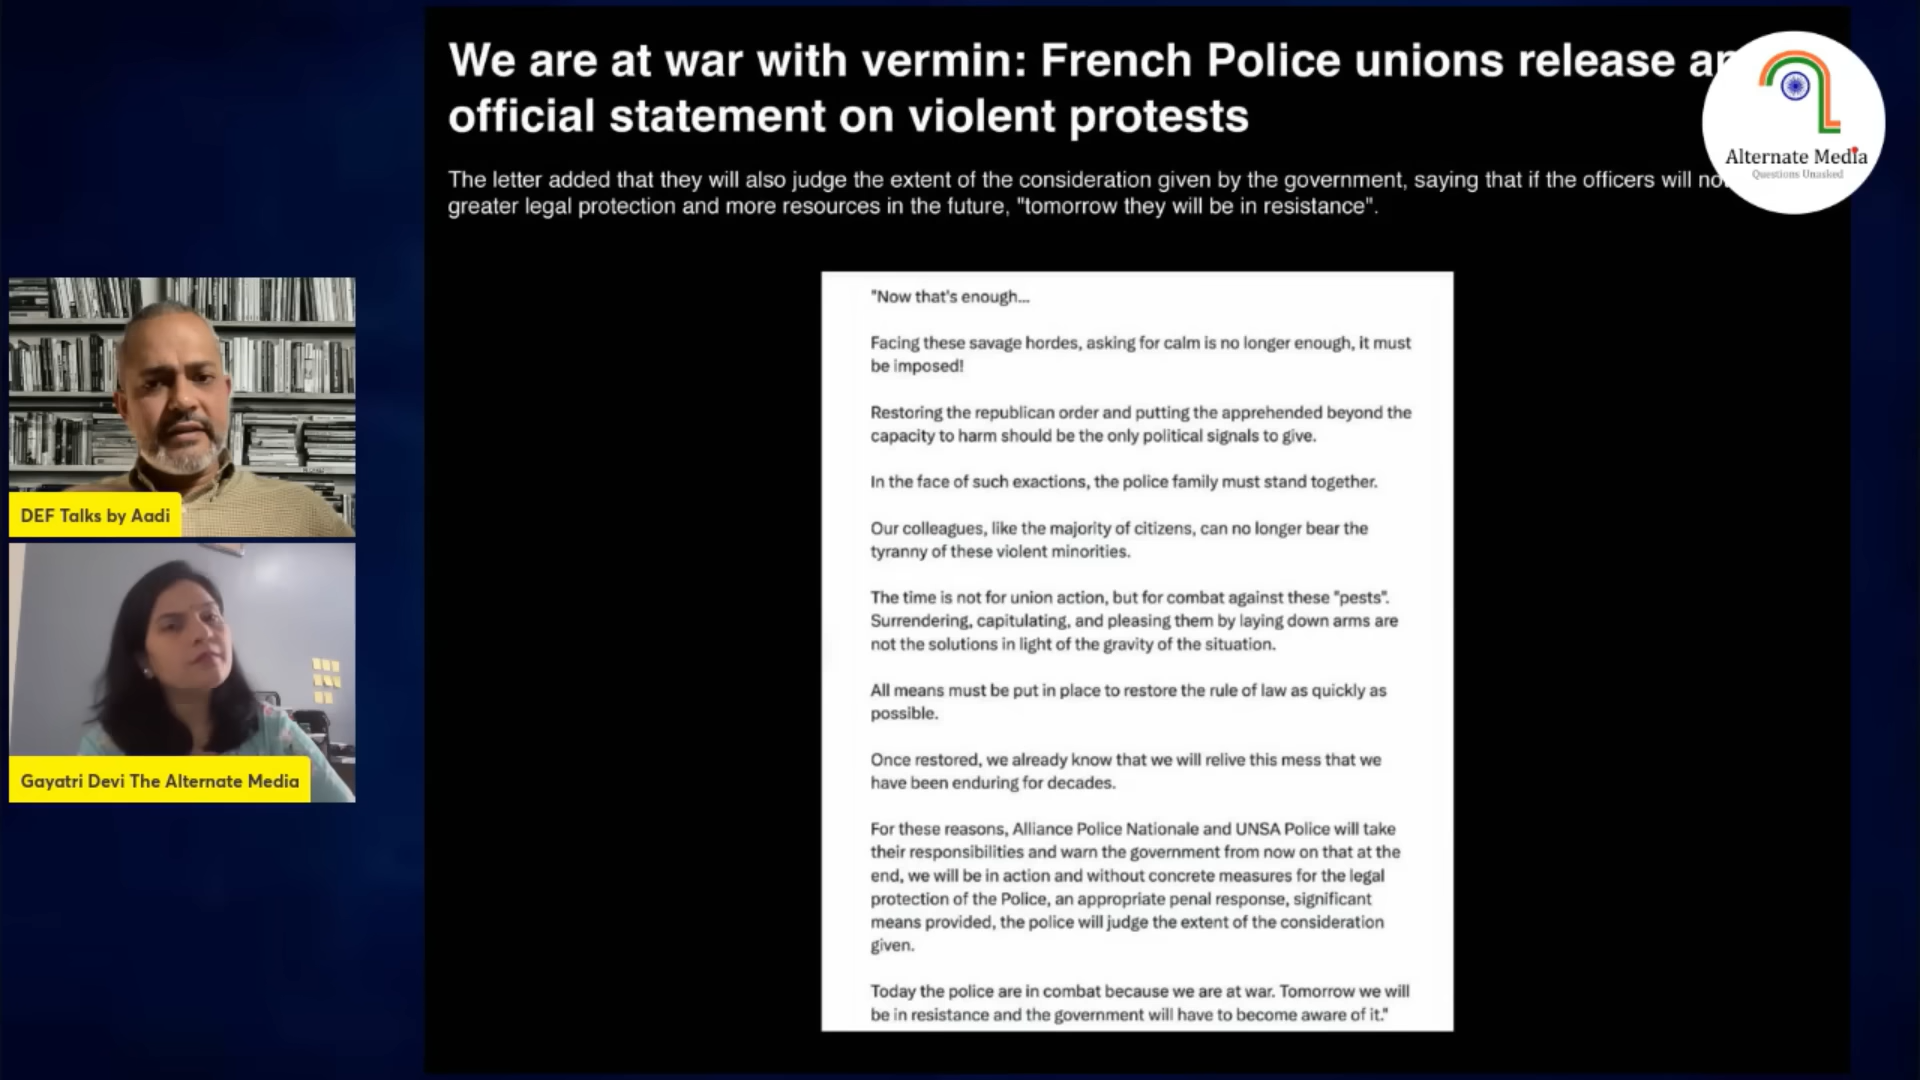 We are at war with vermin: French Police unions release an
official statement on violent protests
The letter added that they will also judge the extent of the consideration given by the government, saying that if the officers will not
greater legal protection and more resources in the future, "tomorrow they will be in resistance".
Alternate Media
Questions Unasked
"Now that's enough...
Facing these savage hordes, asking for calm is no longer enough, it must
be imposed!
Restoring the republican order and putting the apprehended beyond the
capacity to harm should be the only political signals to give.
In the face of such exactions, the police family must stand together.
Our colleagues, like the majority of citizens, can no longer bear the
tyranny of these violent minorities.
The time is not for union action, but for combat against these "pests".
Surrendering, capitulating, and pleasing them by laying down arms are
not the solutions in light of the gravity of the situation.
All means must be put in place to restore the rule of law as quickly as
possible.
Once restored, we already know that we will relive this mess that we
have been enduring for decades.
For these reasons, Alliance Police Nationale and UNSA Police will take
their responsibilities and warn the government from now on that at the
end, we will be in action and without concrete measures for the legal
protection of the Police, an appropriate penal response, significant
means provided, the police will judge the extent of the consideration
given.
Today the police are in combat because we are at war. Tomorrow we will
be in resistance and the government will have to become aware of it."
DEF Talks by Aadi
Gayatri Devi The Alternate Media